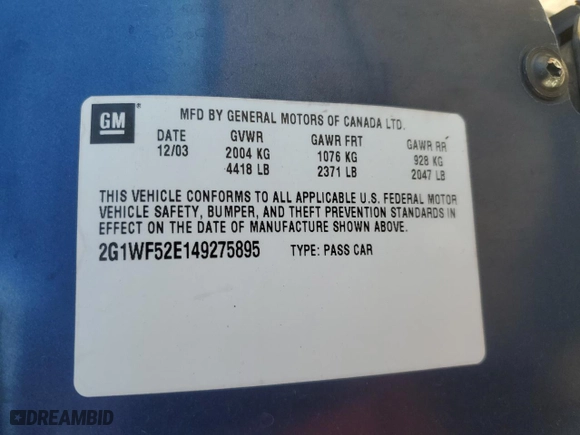 GM
MFD BY GENERAL MOTORS OF CANADA LTD.
DATE GVWR GAWR FRT GAWR RR
12/03 2004 KG 1076 KG 928 KG
4418 LB 2371 LB 2047 LB
THIS VEHICLE CONFORMS TO ALL APPLICABLE U.S. FEDERAL MOTOR
VEHICLE SAFETY, BUMPER, AND THEFT PREVENTION STANDARDS IN
EFFECT ON THE DATE OF MANUFACTURE SHOWN ABOVE.
2G1WF52E149275895 TYPE: PASS CAR
DREAMBID